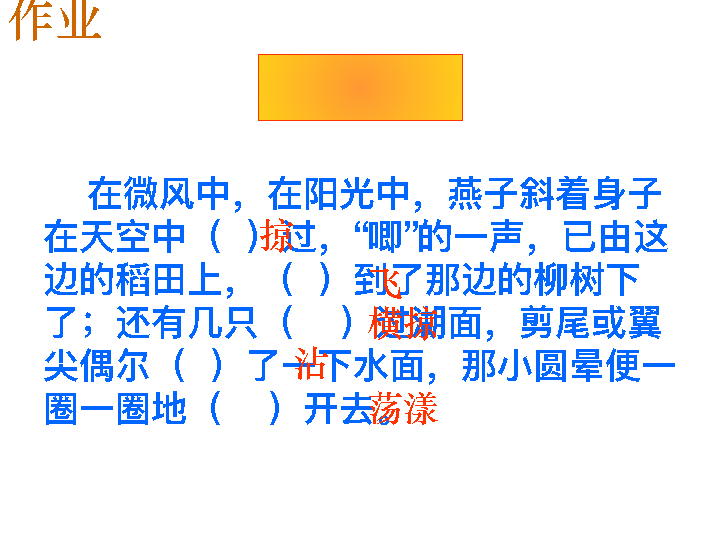 作业
在微风中，在阳光中，燕子斜着身子
在天空中（ ）掠过，“唧”的一声，已由这
边的稻田上，（ ）飞到了那边的柳树下
了；还有几只（ ）横掠过湖面，剪尾或翼
尖偶尔（ ）沾了一下水面，那小圆晕便一
圈一圈地（ ）荡漾开去。